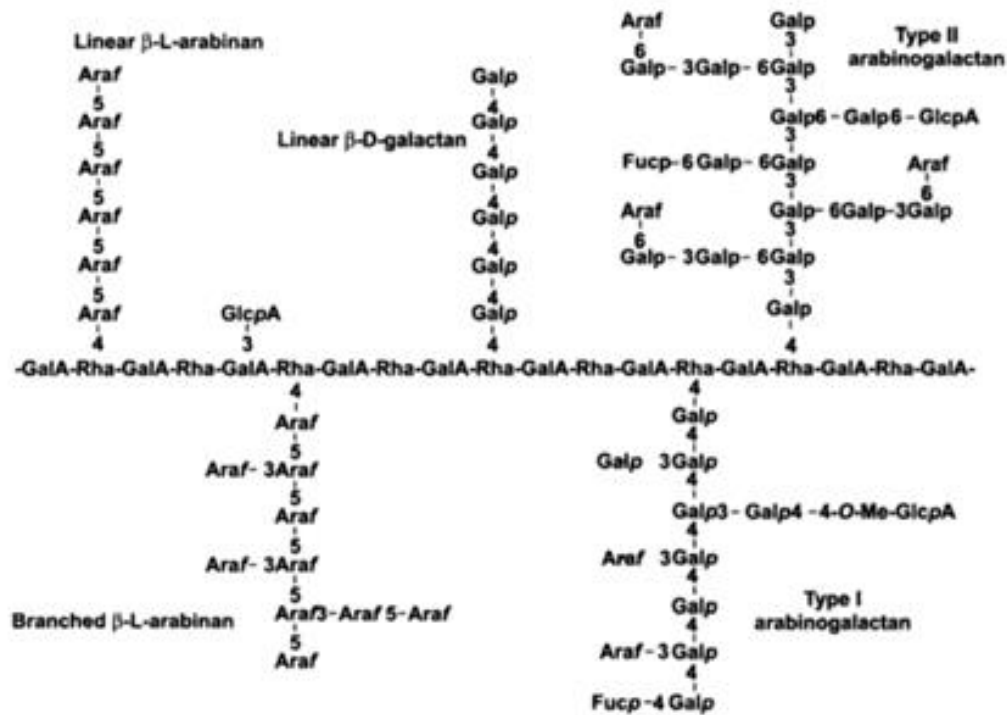 Linear β-L-arabinan
Araf
5
Araf
5
Araf
5
Araf
5
Araf
5
Araf
4
GlcpA
3
Linear β-D-galactan
Galp
4
Galp
4
Galp
4
Galp
4
Galp
4
Galp
4
Type II
arabinogalactan
Araf Galp
6 3
Galp- 3Galp- 6Galp
3
Galp6-Galp6-GlcpA
3
Fucp-6Galp-6Galp Araf
3 6
Araf Galp-6Galp-3Galp
6 3
Galp-3Galp- 6Galp
3
Galp
4
-GalA-Rha-GalA-Rha-GalA-Rha-GalA-Rha-GalA-Rha-GalA-Rha-GalA-Rha-GalA-Rha-GalA-Rha-GalA-
4
Araf
5
Araf- 3Araf
5
Araf
5
Araf- 3Araf
5
Araf3-Araf 5-Araf
5
Araf
Branched β-L-arabinan
4
Galp
4
Galp 3Galp
4
Galp3-Galp4-4-O-Me-GlcpA
4
Araf 3Galp
4
Galp
4
Araf-3Galp
4
Fucp-4Galp
Type I
arabinogalactan